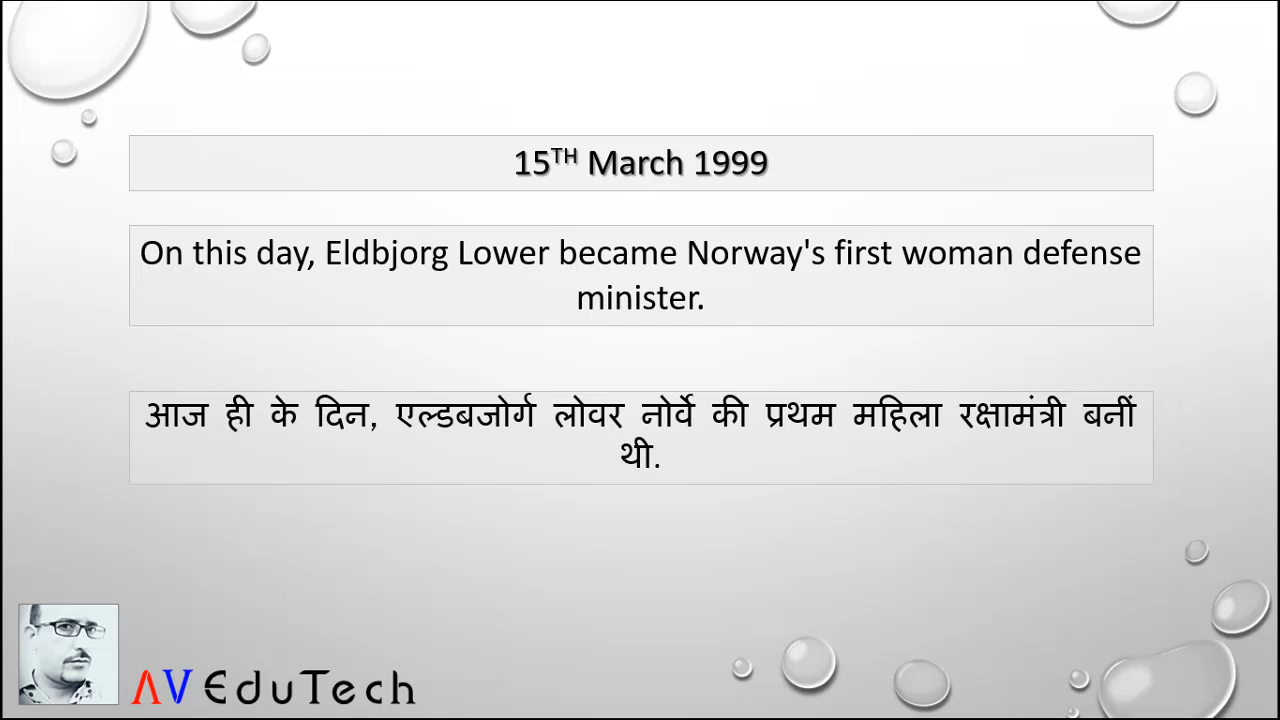 15TH March 1999
On this day, Eldbjorg Lower became Norway's first woman defense
minister.
आज ही के दिन, एल्डबजोर्ग लोवर नोर्वे की प्रथम महिला रक्षामंत्री बनीं
थी.
AV EduTech